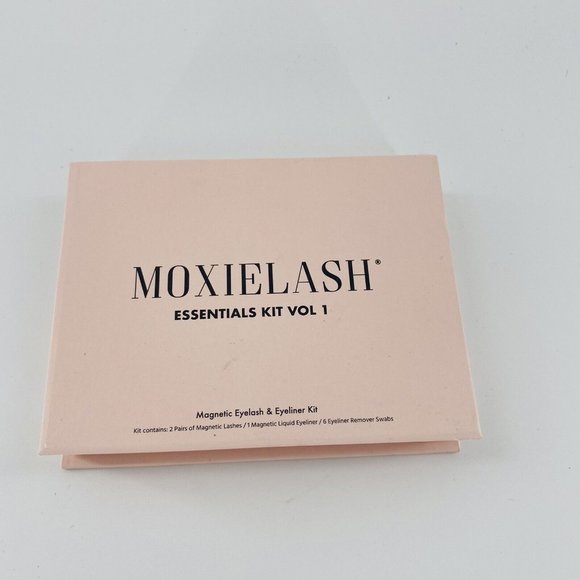 MOXIELASH®
ESSENTIALS KIT VOL 1
Magnetic Eyelash & Eyeliner Kit
Kit contains: 2 Pairs of Magnetic Lashes / 1 Magnetic Liquid Eyeliner / 6 Eyeliner Remover Swabs